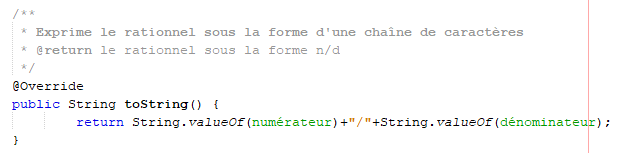 /**
 * Exprime le rationnel sous la forme d'une chaîne de caractères
 * @return le rationnel sous la forme n/d
 */
@Override
public String toString() {
        return String.valueOf(numérateur)+"/"+String.valueOf(dénominateur);
}